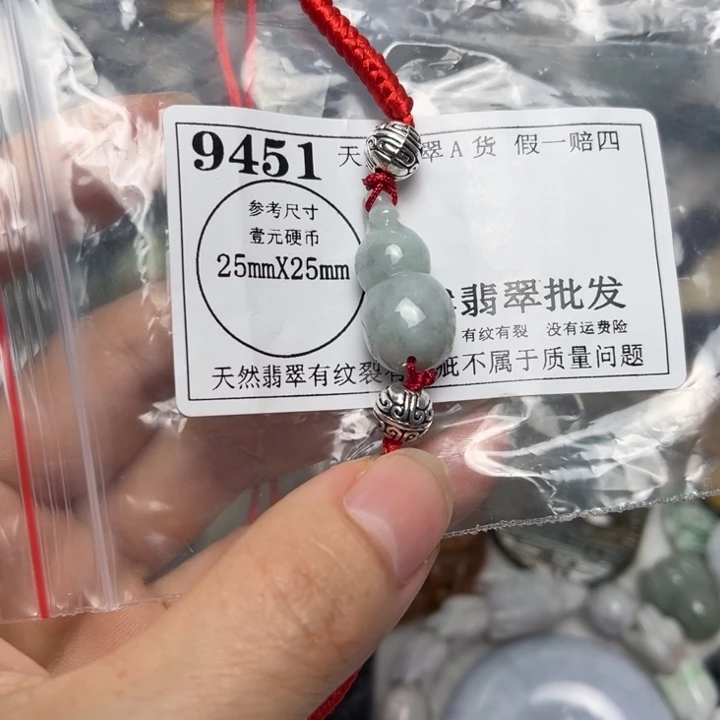 9451
天 翠A货 假一赔四
参考尺寸
壹元硬币
25mmX25mm
翡翠批发
有纹有裂 没有运费险
天然翡翠有纹裂 不属于质量问题